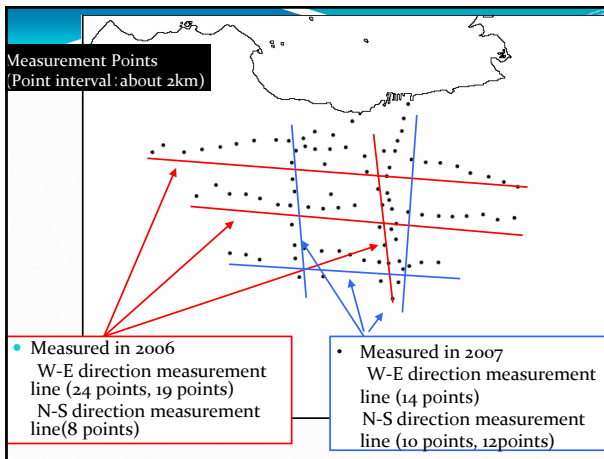 Measurement Points
(Point interval：about 2km)
• Measured in 2006
W-E direction measurement
line (24 points, 19 points)
N-S direction measurement
line(8 points)
• Measured in 2007
W-E direction measurement
line (14 points)
N-S direction measurement
line (10 points, 12points)